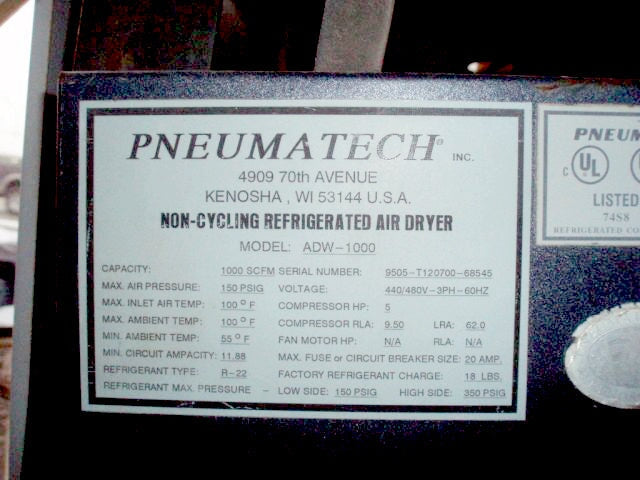 PNEUMATECH® INC.
4909 70th AVENUE
KENOSHA, WI 53144 U.S.A.
NON-CYCLING REFRIGERATED AIR DRYER
MODEL: ADW-1000
CAPACITY: 1000 SCFM SERIAL NUMBER: 9505-T120700-68545
MAX. AIR PRESSURE: 150 PSIG VOLTAGE: 440/480V-3PH-60HZ
MAX. INLET AIR TEMP: 100 °F COMPRESSOR HP: 5
MAX. AMBIENT TEMP: 100 °F COMPRESSOR RLA: 9.50 LRA: 62.0
MIN. AMBIENT TEMP: 55 °F FAN MOTOR HP: N/A RLA: N/A
MIN. CIRCUIT AMPACITY: 11.88 MAX. FUSE or CIRCUIT BREAKER SIZE: 20 AMP.
REFRIGERANT TYPE: R-22 FACTORY REFRIGERANT CHARGE: 18 LBS.
REFRIGERANT MAX. PRESSURE - LOW SIDE: 150 PSIG HIGH SIDE: 350 PSIG
PNEUM
C UL
LISTED
74S8
REFRIGERATED CO